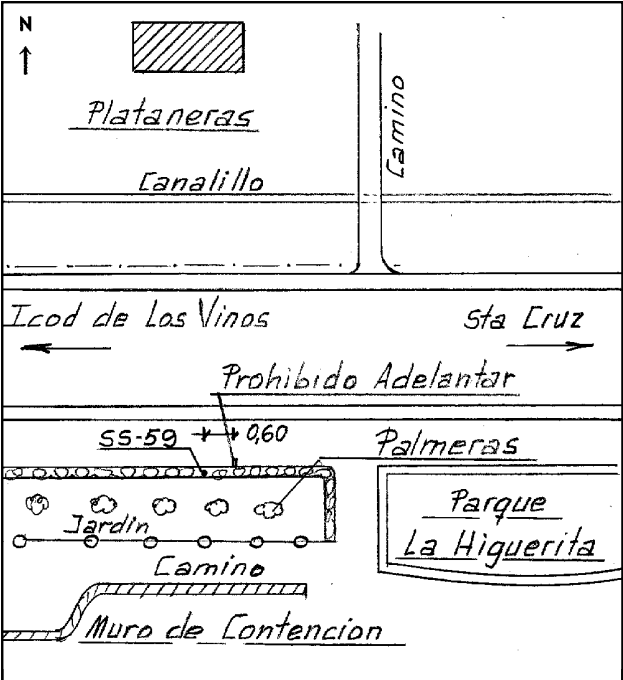 N
Plataneras
Camino
Canalillo
Icod de Los Vinos
Sta Cruz
Prohibido Adelantar
SS-59
0,60
Palmeras
Jardin
Parque
La Higuerita
Camino
Muro de Contencion